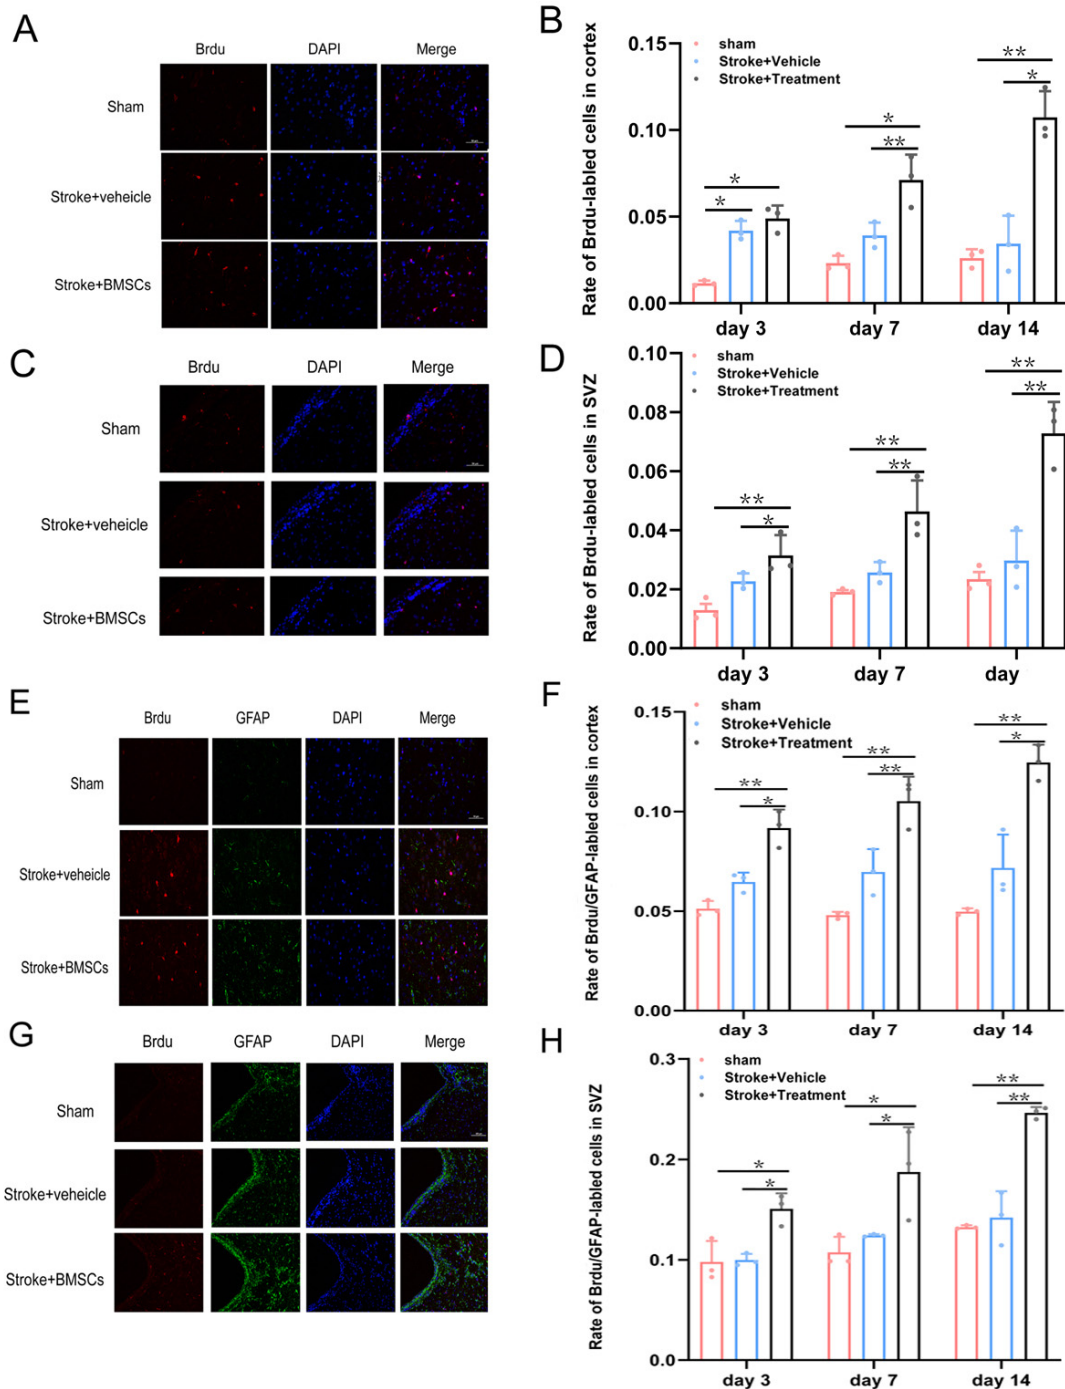 A
Brdu DAPI Merge
Sham
Stroke+veheicle
Stroke+BMSCs
B
Rate of Brdu-labled cells in cortex
0.15
0.10
0.05
0.00
sham
Stroke+Vehicle
Stroke+Treatment
* *
* **
** *
day 3 day 7 day 14
C
Brdu DAPI Merge
Sham
Stroke+veheicle
Stroke+BMSCs
D
Rate of Brdu-labled cells in SVZ
0.10
0.08
0.06
0.04
0.02
0.00
sham
Stroke+Vehicle
Stroke+Treatment
** *
** **
** **
day 3 day 7 day
E
Brdu GFAP DAPI Merge
Sham
Stroke+veheicle
Stroke+BMSCs
F
Rate of Brdu/GFAP-labled cells in cortex
0.15
0.10
0.05
0.00
sham
Stroke+Vehicle
Stroke+Treatment
** *
** **
** *
day 3 day 7 day 14
G
Brdu GFAP DAPI Merge
Sham
Stroke+veheicle
Stroke+BMSCs
H
Rate of Brdu/GFAP-labled cells in SVZ
0.3
0.2
0.1
0.0
sham
Stroke+Vehicle
Stroke+Treatment
* *
* *
** **
day 3 day 7 day 14